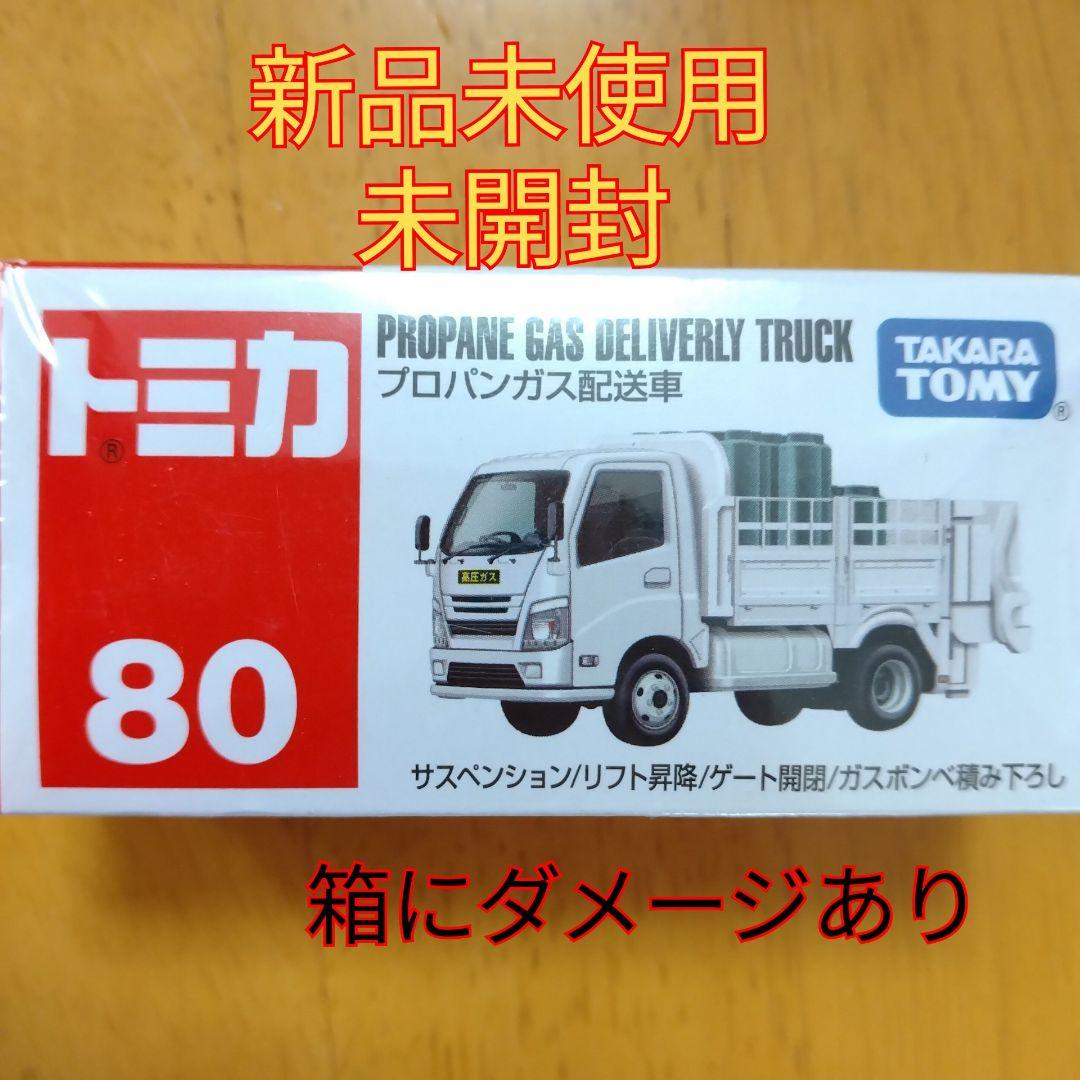 新品未使用
未開封
トミカ
®
80
PROPANE GAS DELIVERLY TRUCK
プロパンガス配送車
TAKARA
TOMY
®
高圧ガス
サスペンション/リフト昇降/ゲート開閉/ガスボンベ積み下ろし
箱にダメージあり